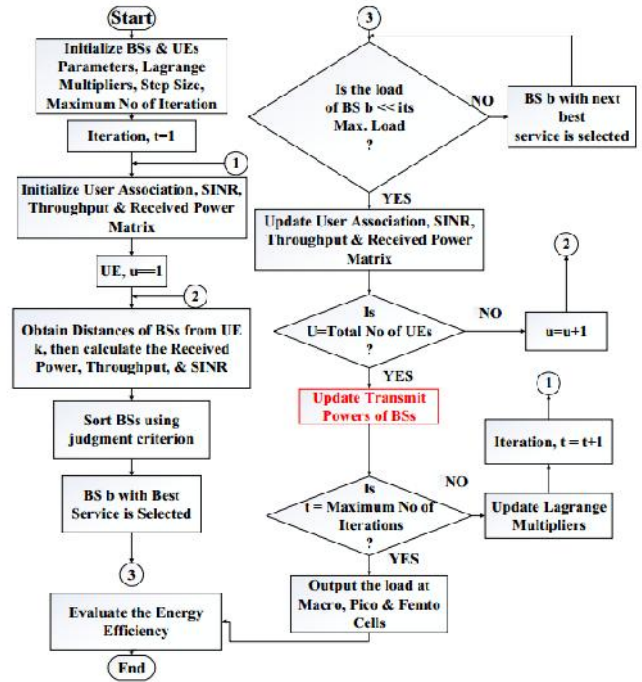 Start
Initialize BSs & UEs
Parameters, Lagrange
Multipliers, Step Size,
Maximum No of Iteration
Iteration, t=1
1
Initialize User Association, SINR,
Throughput & Received Power
Matrix
UE, u==1
2
Obtain Distances of BSs from UE
k, then calculate the Received
Power, Throughput, & SINR
Sort BSs using
judgment criterion
BS b with Best
Service is Selected
3
Evaluate the Energy
Efficiency
End
3
Is the load
of BS b << its
Max. Load
?
NO
BS b with next
best
service is selected
YES
Update User Association, SINR,
Throughput & Received Power
Matrix
2
Is
U=Total No of UEs
?
NO
u=u+1
YES
Update Transmit
Powers of BSs
1
Iteration, t = t+1
Is
t = Maximum No of
Iterations
?
NO
Update Lagrange
Multipliers
YES
Output the load at
Macro, Pico & Femto
Cells